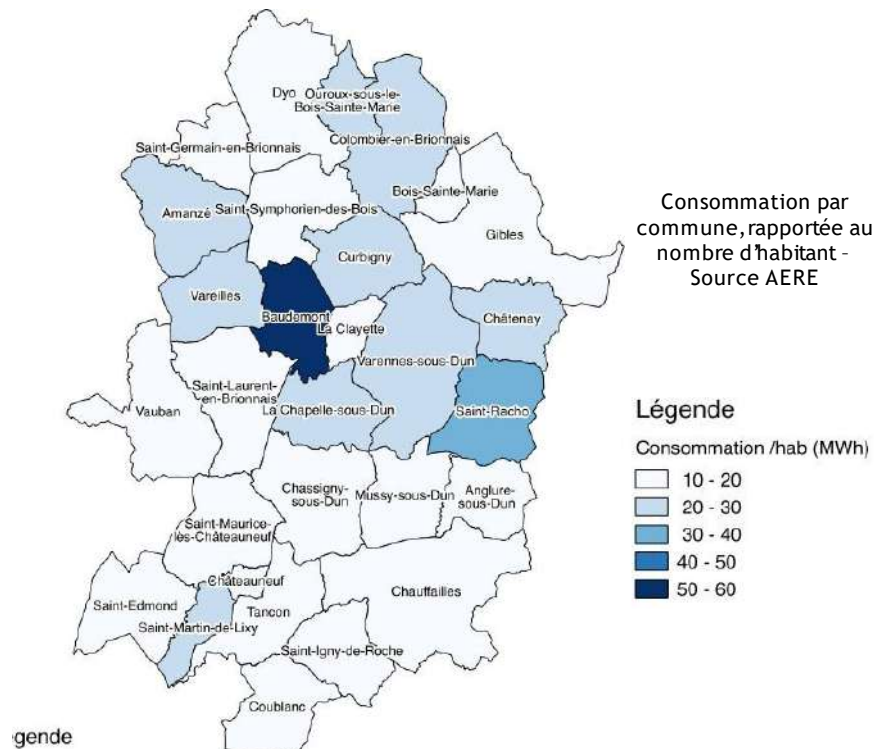 Dyo
Ouroux-sous-le-
Bois-Sainte-Marie
Saint-Germain-en-Brionnais
Colombier-en-Brionnais
Bois-Sainte-Marie
Amanzé
Saint-Symphorien-des-Bois
Gibles
Curbigny
Vareilles
Baudemont
La Clayette
Châtenay
Varennes-sous-Dun
Saint-Laurent-
en-Brionnais
Vauban
La Chapelle-sous-Dun
Saint-Racho
Chassigny-
sous-Dun
Mussy-sous-Dun
Anglure-
sous-Dun
Saint-Maurice-
lès-Châteauneuf
Châteauneuf
Chauffailles
Saint-Edmond
Tancon
Saint-Martin-de-Lixy
Saint-Igny-de-Roche
Coublanc
Consommation par
commune, rapportée au
nombre d'habitant -
Source AERE
Légende
Consommation /hab (MWh)
10 - 20
20 - 30
30 - 40
40 - 50
50 - 60
gende